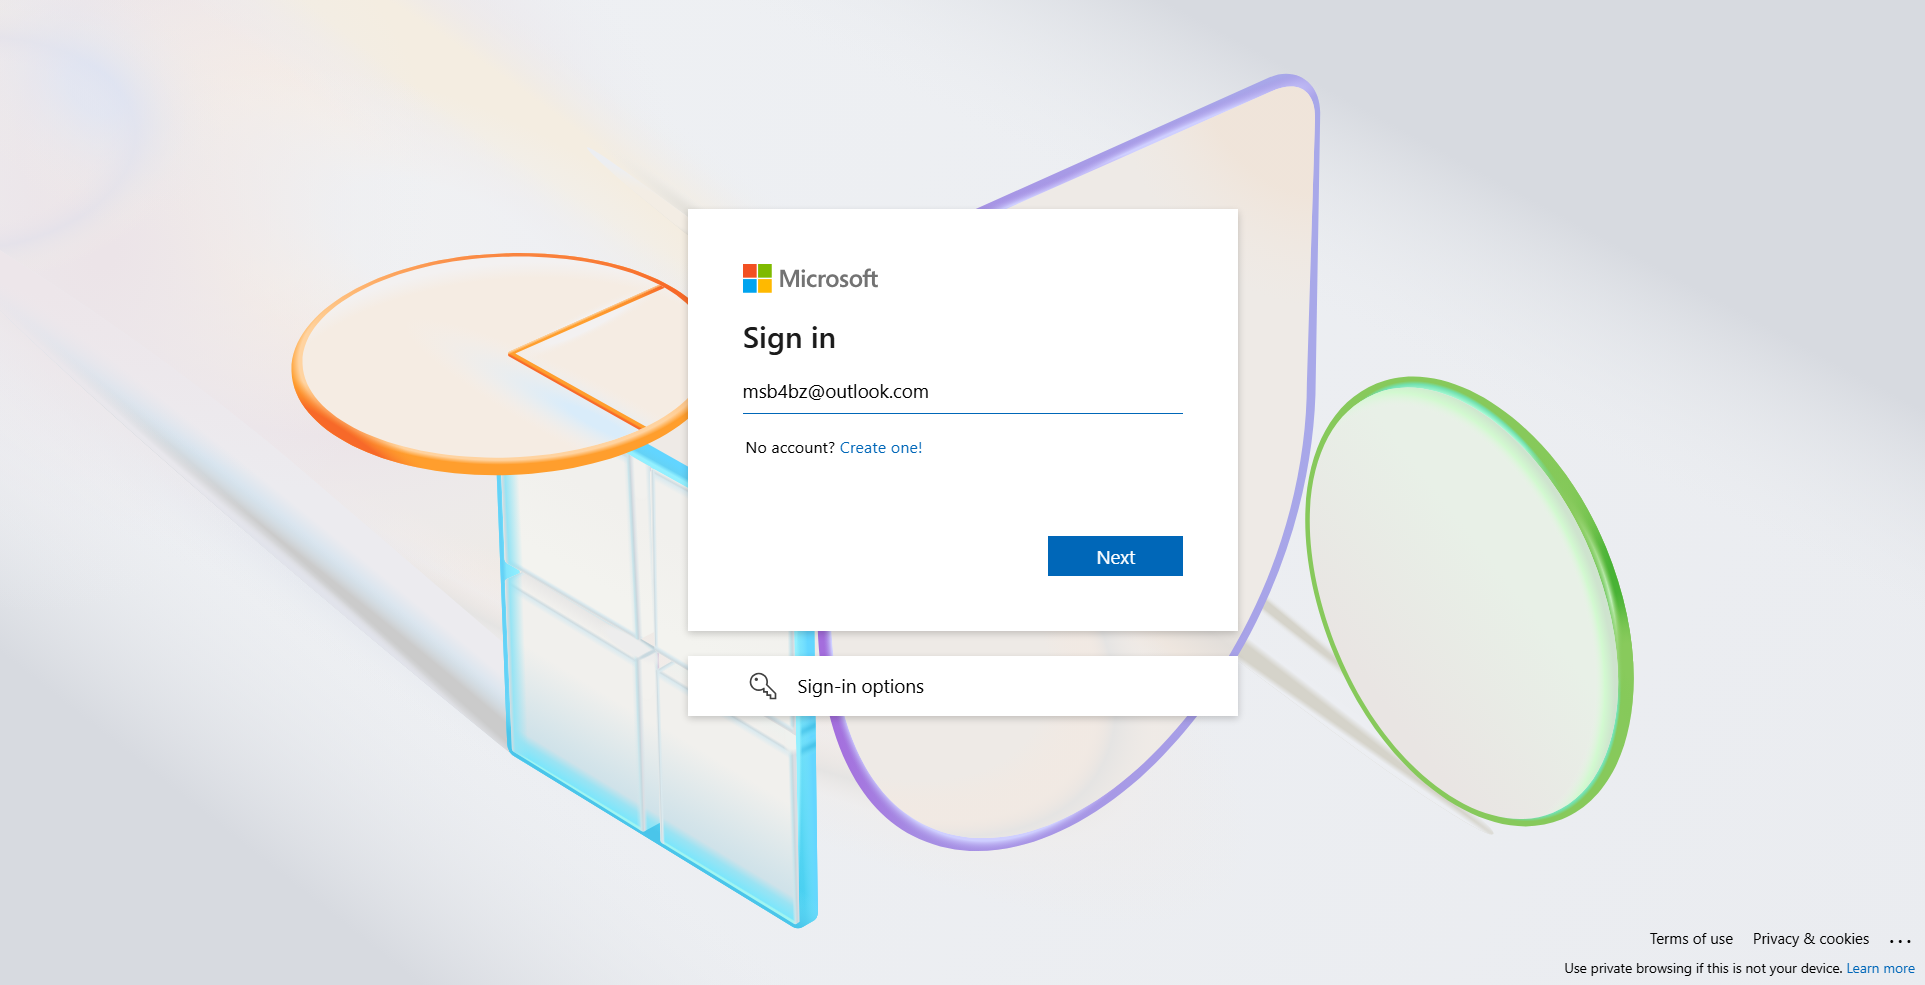 Microsoft
Sign in
msb4bz@outlook.com
No account? Create one!
Next
Sign-in options
Terms of use Privacy & cookies ...
Use private browsing if this is not your device. Learn more